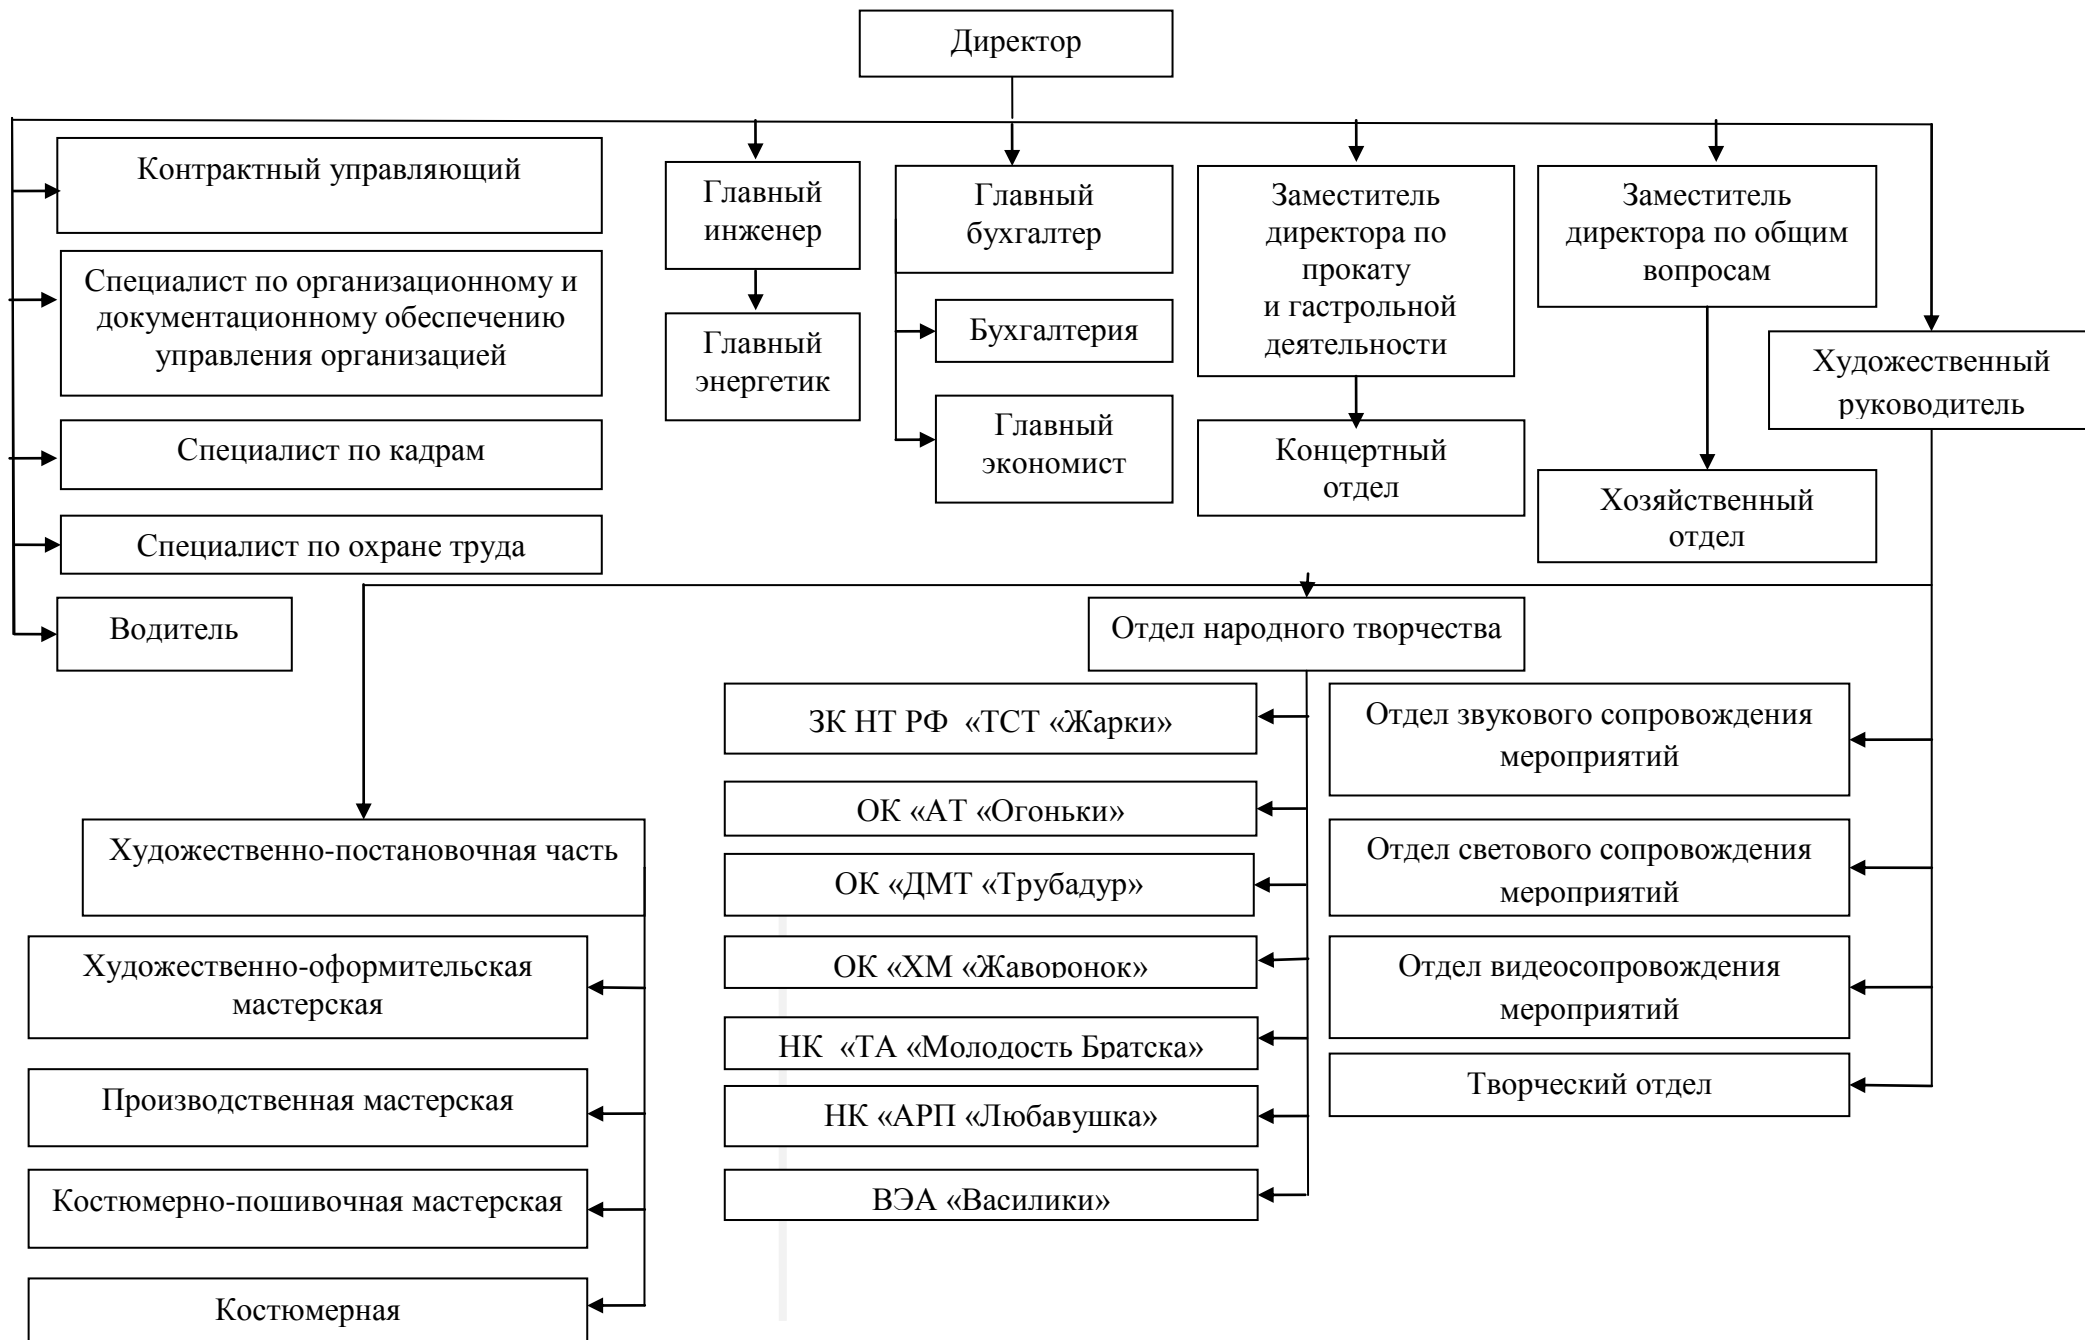 Директор
Контрактный управляющий
Специалист по организационному и
документационному обеспечению
управления организацией
Специалист по кадрам
Специалист по охране труда
Водитель
Главный
инженер
Главный
энергетик
Главный
бухгалтер
Бухгалтерия
Главный
экономист
Заместитель
директора по
прокату
и гастрольной
деятельности
Концертный
отдел
Заместитель
директора по общим
вопросам
Хозяйственный
отдел
Художественный
руководитель
Художественно-постановочная часть
Художественно-оформительская
мастерская
Производственная мастерская
Костюмерно-пошивочная мастерская
Костюмерная
Отдел народного творчества
ЗК НТ РФ «ТСТ «Жарки»
ОК «АТ «Огоньки»
ОК «ДМТ «Трубадур»
ОК «ХМ «Жаворонок»
НК «ТА «Молодость Братска»
НК «АРП «Любавушка»
ВЭА «Василики»
Отдел звукового сопровождения
мероприятий
Отдел светового сопровождения
мероприятий
Отдел видеосопровождения
мероприятий
Творческий отдел